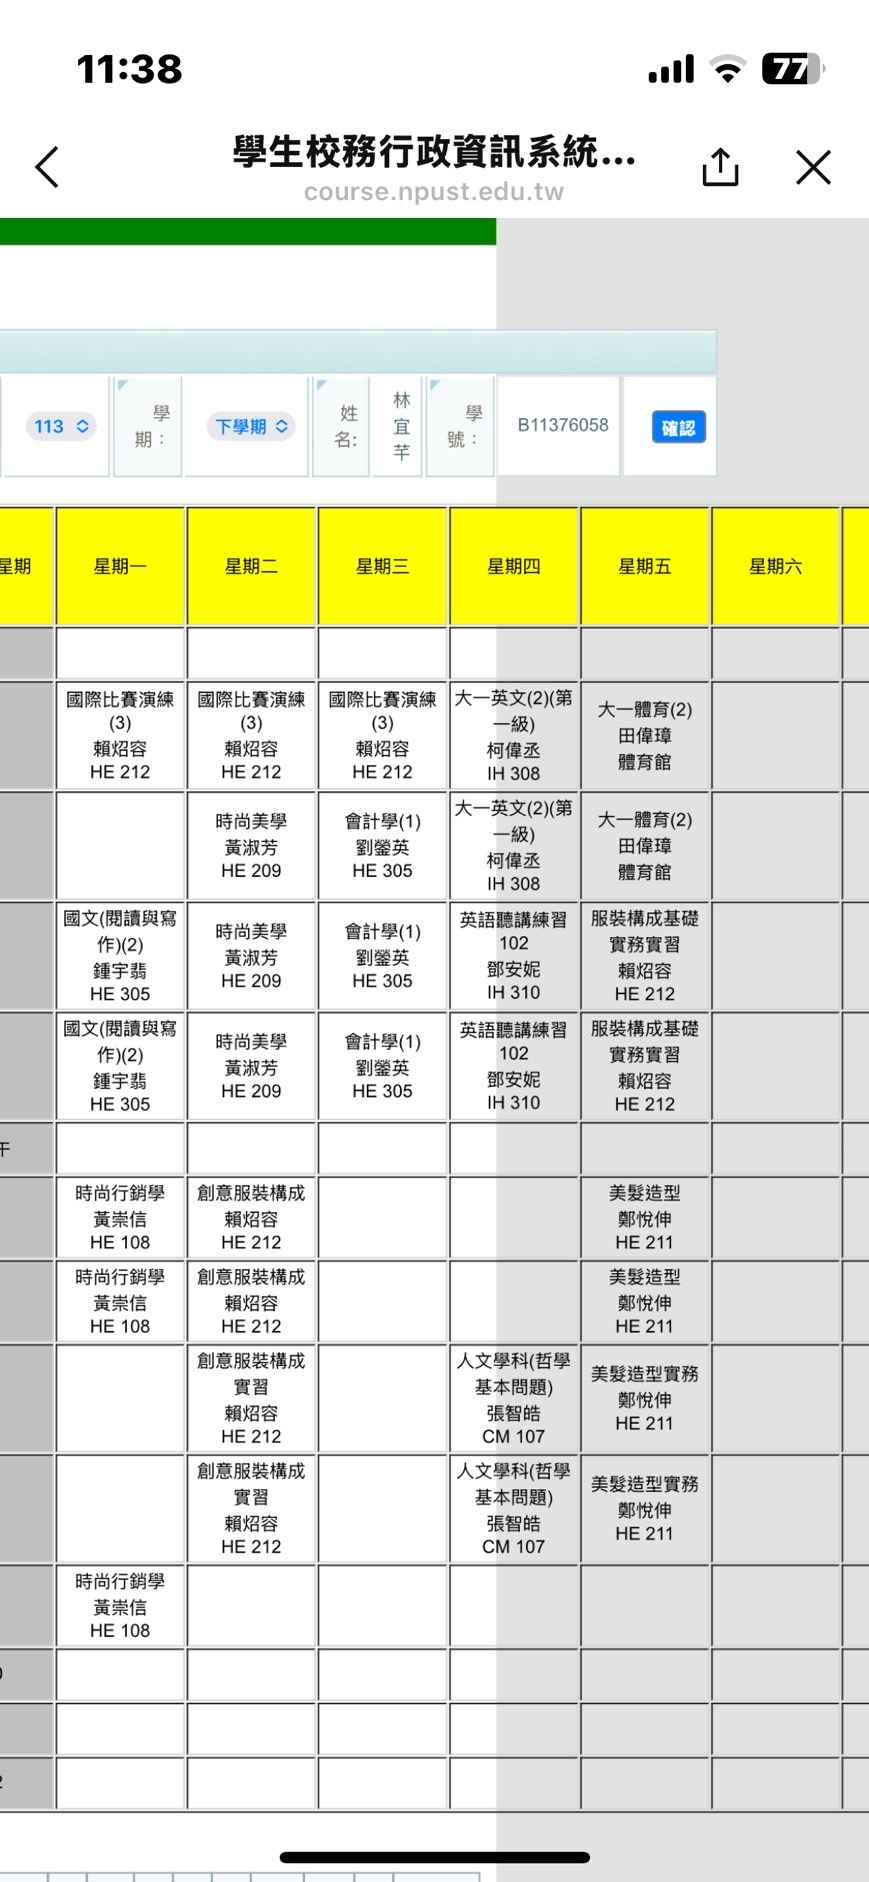 11:38
77
學生校務行政資訊系統...
course.npust.edu.tw
113
學
期：
下學期
姓
名:
林
宜
芊
學
號：
B11376058
確認
星期
星期一
星期二
星期三
星期四
星期五
星期六
國際比賽演練
(3)
賴炤容
HE 212
國際比賽演練
(3)
賴炤容
HE 212
國際比賽演練
(3)
賴炤容
HE 212
大一英文(2)(第
一級)
柯偉丞
IH 308
大一體育(2)
田偉璋
體育館
時尚美學
黃淑芳
HE 209
會計學(1)
劉鎣英
HE 305
大一英文(2)(第
一級)
柯偉丞
IH 308
大一體育(2)
田偉璋
體育館
國文(閱讀與寫
作)(2)
鍾宇翡
HE 305
時尚美學
黃淑芳
HE 209
會計學(1)
劉鎣英
HE 305
英語聽講練習
102
鄧安妮
IH 310
服裝構成基礎
實務實習
賴炤容
HE 212
國文(閱讀與寫
作)(2)
鍾宇翡
HE 305
時尚美學
黃淑芳
HE 209
會計學(1)
劉鎣英
HE 305
英語聽講練習
102
鄧安妮
IH 310
服裝構成基礎
實務實習
賴炤容
HE 212
午
時尚行銷學
黃崇信
HE 108
創意服裝構成
賴炤容
HE 212
美髮造型
鄭悅伸
HE 211
時尚行銷學
黃崇信
HE 108
創意服裝構成
賴炤容
HE 212
美髮造型
鄭悅伸
HE 211
創意服裝構成
實習
賴炤容
HE 212
人文學科(哲學
基本問題)
張智皓
CM 107
美髮造型實務
鄭悅伸
HE 211
創意服裝構成
實習
賴炤容
HE 212
人文學科(哲學
基本問題)
張智皓
CM 107
美髮造型實務
鄭悅伸
HE 211
時尚行銷學
黃崇信
HE 108